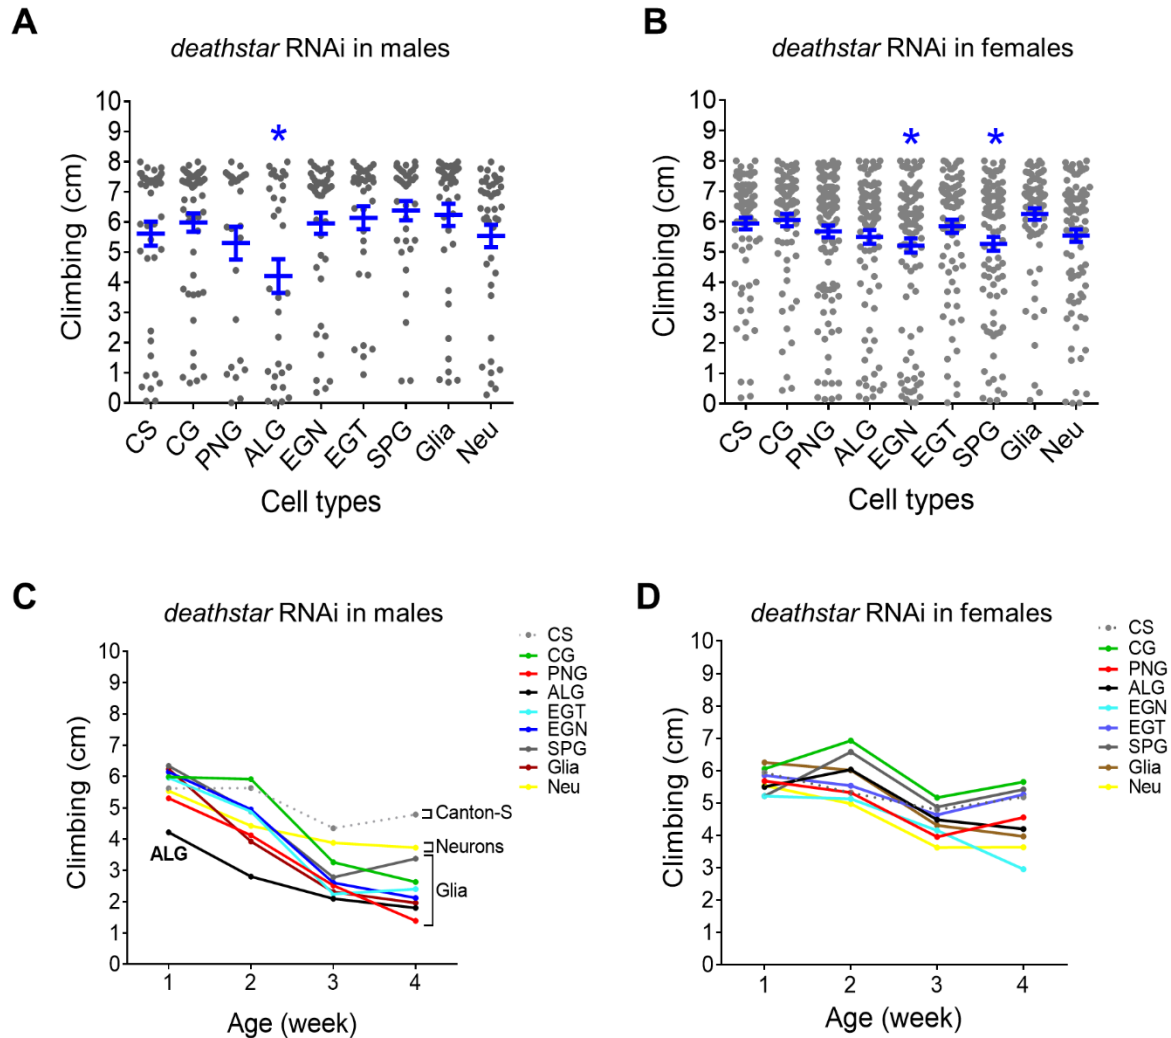 A
deathstar RNAi in males
*
Climbing (cm)
10
9
8
7
6
5
4
3
2
1
0
CS
CG
PNG
ALG
EGN
EGT
SPG
Glia
Neu
Cell types
B
deathstar RNAi in females
* *
Climbing (cm)
10
9
8
7
6
5
4
3
2
1
0
CS
CG
PNG
ALG
EGN
EGT
SPG
Glia
Neu
Cell types
C
deathstar RNAi in males
Climbing (cm)
10
9
8
7
6
5
4
3
2
1
0
ALG
1 2 3 4
Age (week)
CS
CG
PNG
ALG
EGT
EGN
SPG
Glia
Neu
Canton-S
Neurons
Glia
D
deathstar RNAi in females
Climbing (cm)
10
9
8
7
6
5
4
3
2
1
0
1 2 3 4
Age (week)
CS
CG
PNG
ALG
EGN
EGT
SPG
Glia
Neu